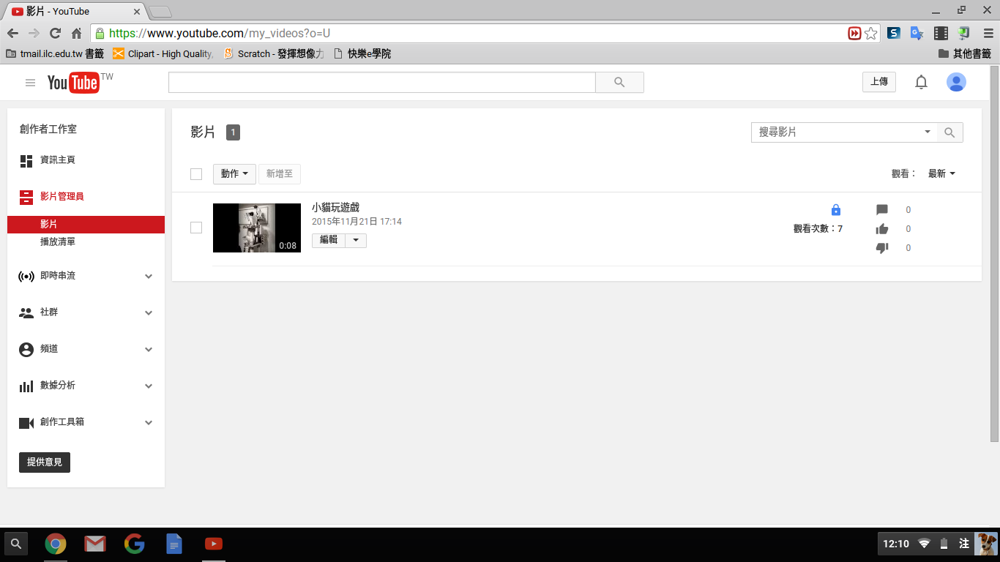 影片 - YouTube
https://www.youtube.com/my_videos?o=U
tmail.ilc.edu.tw 書籤 Clipart - High Quality, Scratch - 發揮想像力 快樂e學院 其他書籤
YouTube TW 上傳
創作者工作室
資訊主頁
影片管理員
影片
播放清單
即時串流
社群
頻道
數據分析
創作工具箱
提供意見
影片 1 搜尋影片
動作 新增至 觀看： 最新
小貓玩遊戲
2015年11月21日 17:14
編輯
0:08
觀看次數：7
0
0
0
12:10 注